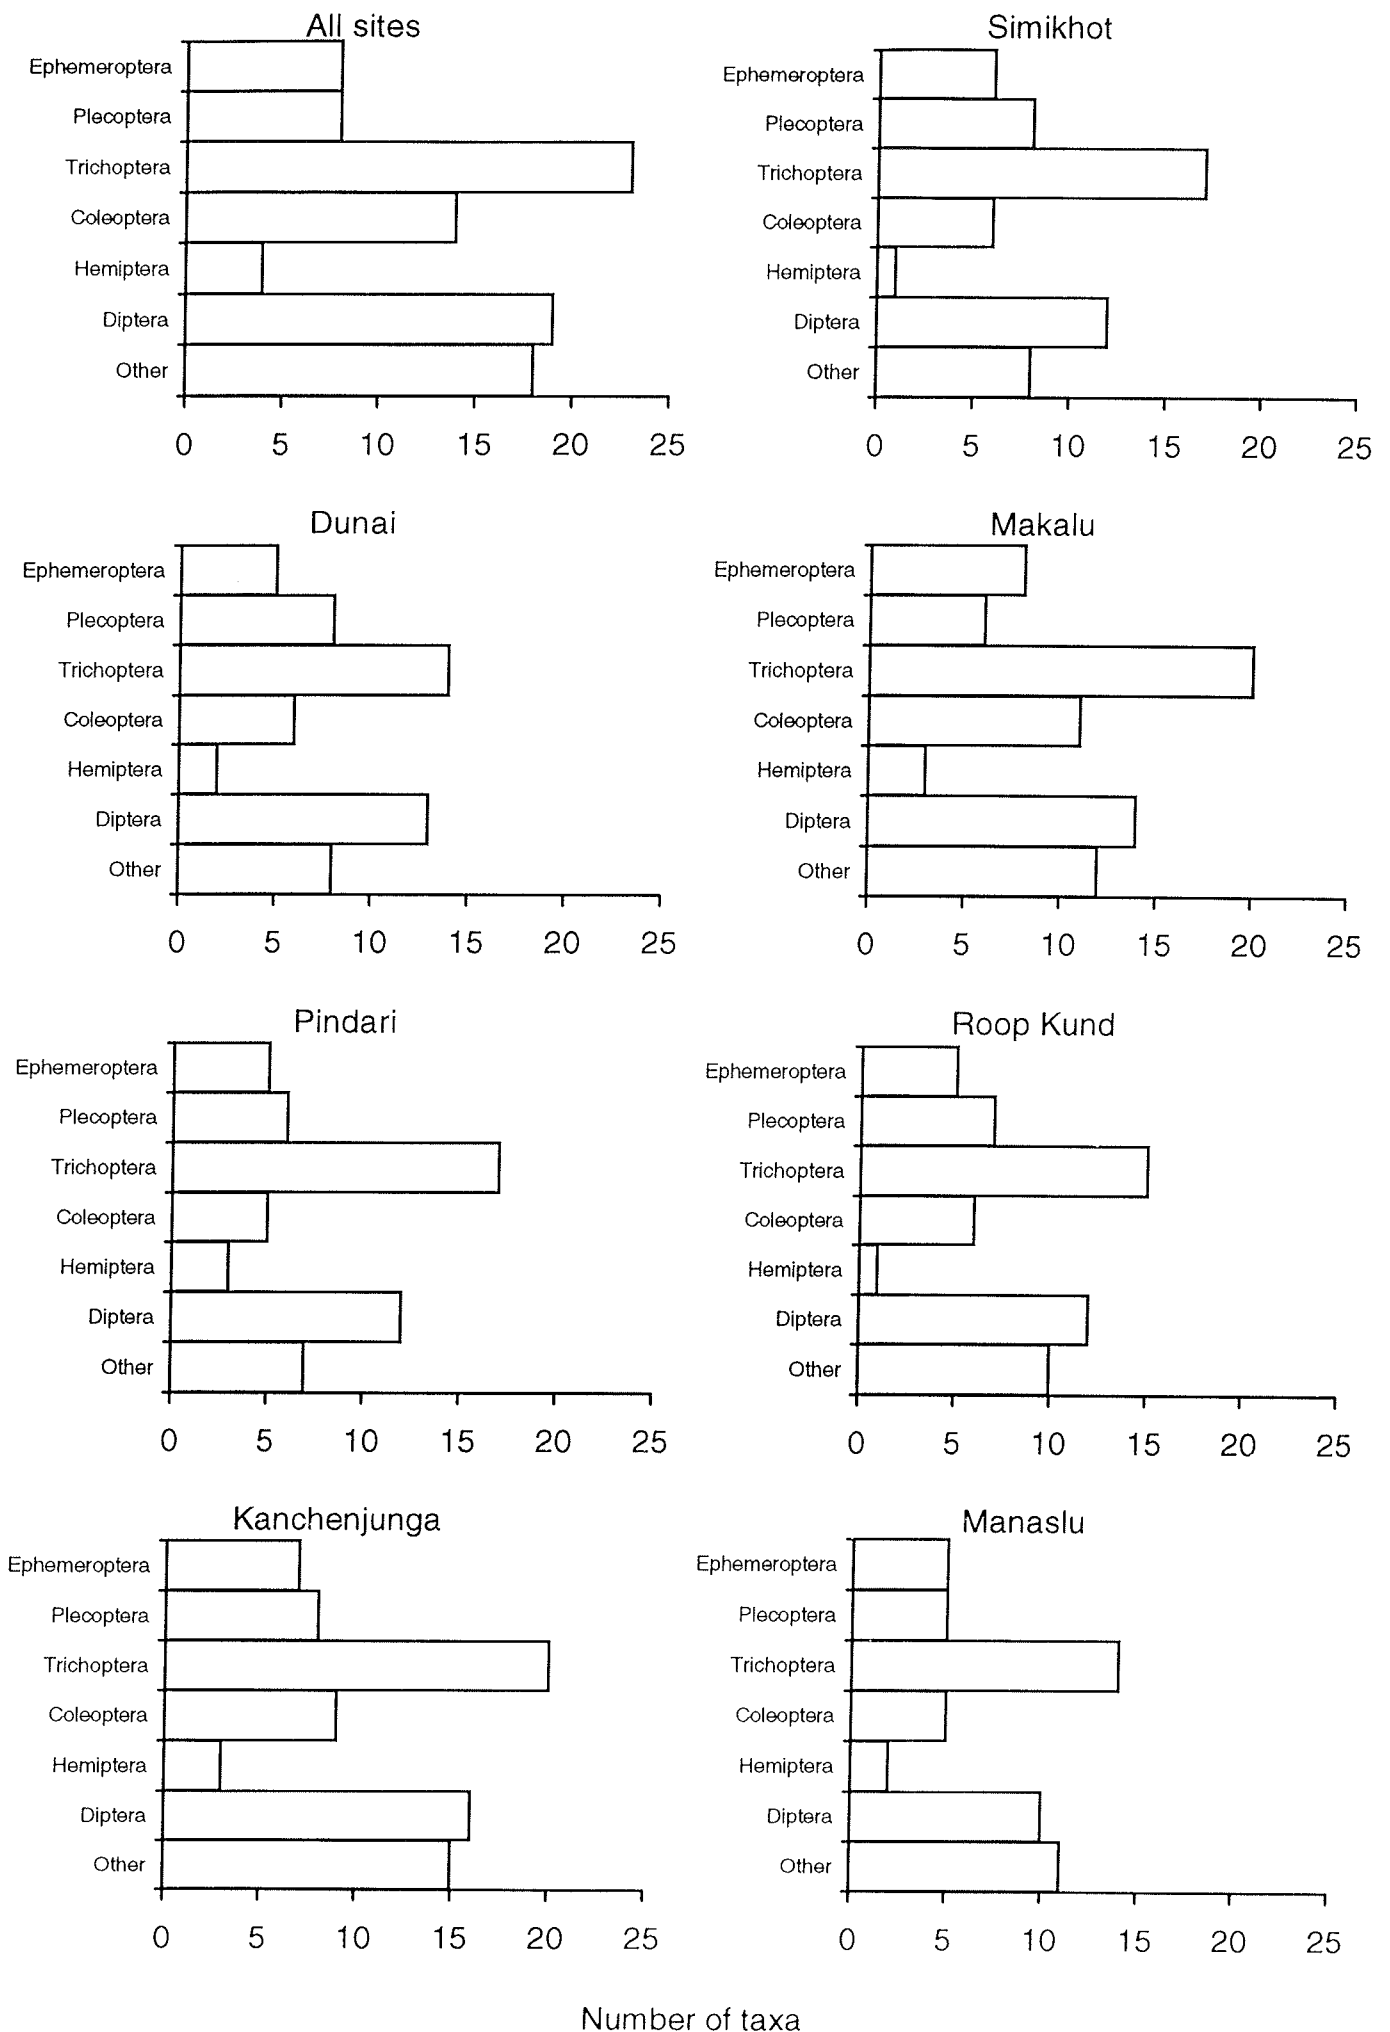 All sites
Ephemeroptera
Plecoptera
Trichoptera
Coleoptera
Hemiptera
Diptera
Other
0 5 10 15 20 25
Simikhot
Ephemeroptera
Plecoptera
Trichoptera
Coleoptera
Hemiptera
Diptera
Other
0 5 10 15 20 25
Dunai
Ephemeroptera
Plecoptera
Trichoptera
Coleoptera
Hemiptera
Diptera
Other
0 5 10 15 20 25
Makalu
Ephemeroptera
Plecoptera
Trichoptera
Coleoptera
Hemiptera
Diptera
Other
0 5 10 15 20 25
Pindari
Ephemeroptera
Plecoptera
Trichoptera
Coleoptera
Hemiptera
Diptera
Other
0 5 10 15 20 25
Roop Kund
Ephemeroptera
Plecoptera
Trichoptera
Coleoptera
Hemiptera
Diptera
Other
0 5 10 15 20 25
Kanchenjunga
Ephemeroptera
Plecoptera
Trichoptera
Coleoptera
Hemiptera
Diptera
Other
0 5 10 15 20 25
Manaslu
Ephemeroptera
Plecoptera
Trichoptera
Coleoptera
Hemiptera
Diptera
Other
0 5 10 15 20 25
Number of taxa